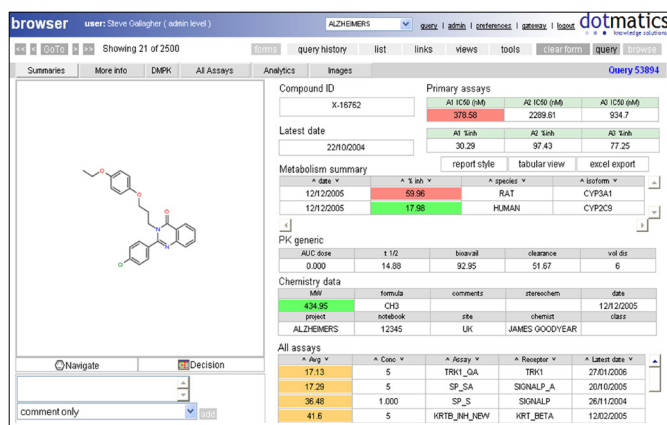 browser user: Steve Gallagher ( admin level ) ALZHEIMERS query | admin | preferences | gateway | logout dotmatics
knowledge solutions
<< < GoTo > >> Showing 21 of 2500 forms query history list links views tools clear form query browse
Summaries More info DMPK All Assays Analytics Images Query 53894
Compound ID Primary assays
X-16762 A1 IC50 (nM) A2 IC50 (nM) A3 IC50 (nM)
378.58 2289.61 934.7
Latest date A1 %inh A2 %inh A3 %inh
22/10/2004 30.29 97.43 77.25
report style tabular view excel export
Metabolism summary
^ date v ^ % inh v ^ species v ^ isoform v
12/12/2005 59.96 RAT CYP3A1
12/12/2005 17.98 HUMAN CYP2C9
PK generic
AUC dose t 1/2 bioavail clearance vol dis
0.000 14.88 92.95 51.67 6
Chemistry data
MW formula comments stereochem date
434.95 CH3 12/12/2005
project notebook site chemist class
ALZHEIMERS 12345 UK JAMES GOODYEAR
All assays
^ Avg v ^ Conc v ^ Assay v ^ Receptor v ^ Latest date v
17.13 5 TRK1_QA TRK1 27/01/2006
17.29 5 SP_SA SIGNALP_A 20/10/2005
36.48 1.000 SP_S SIGNALP 26/11/2004
41.6 5 KRTB_INH_NEW KRT_BETA 12/02/2005
O
O
O
N
N
Cl
Navigate Decision
comment only add